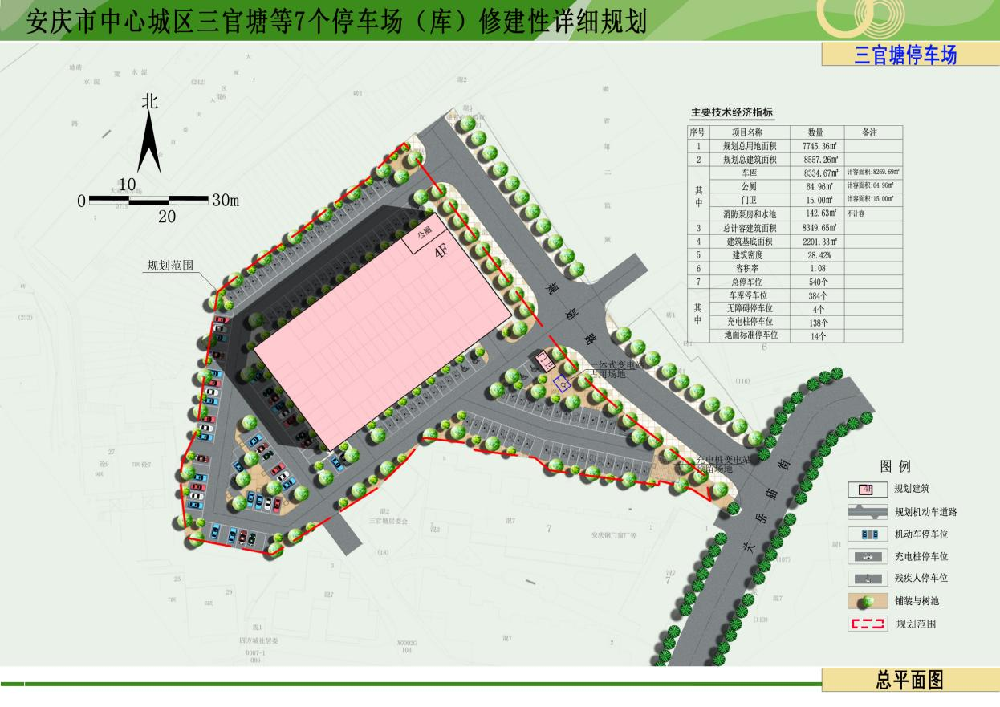 安庆市中心城区三官塘等7个停车场（库）修建性详细规划
三官塘停车场
北
0 10 20 30m
规划范围
公厕
4F
规划路
门卫
一体式变电站
占用场地
充电桩变电站
预留场地
关岳庙街
三官塘居委会
安庆钢门窗厂等
四方城社居委
主要技术经济指标
序号 项目名称 数量 备注
1 规划总用地面积 7745.36㎡
2 规划总建筑面积 8557.26㎡
其中 车库 8334.67㎡ 计容面积:8269.69㎡
公厕 64.96㎡ 计容面积:64.96㎡
门卫 15.00㎡ 计容面积:15.00㎡
消防泵房和水池 142.63㎡ 不计容
3 总计容建筑面积 8349.65㎡
4 建筑基底面积 2201.33㎡
5 建筑密度 28.42%
6 容积率 1.08
7 总停车位 540个
其中 车库停车位 384个
无障碍停车位 4个
充电桩停车位 138个
地面标准停车位 14个
图例
4F 规划建筑
规划机动车道路
机动车停车位
充电桩停车位
残疾人停车位
铺装与树池
规划范围
总平面图